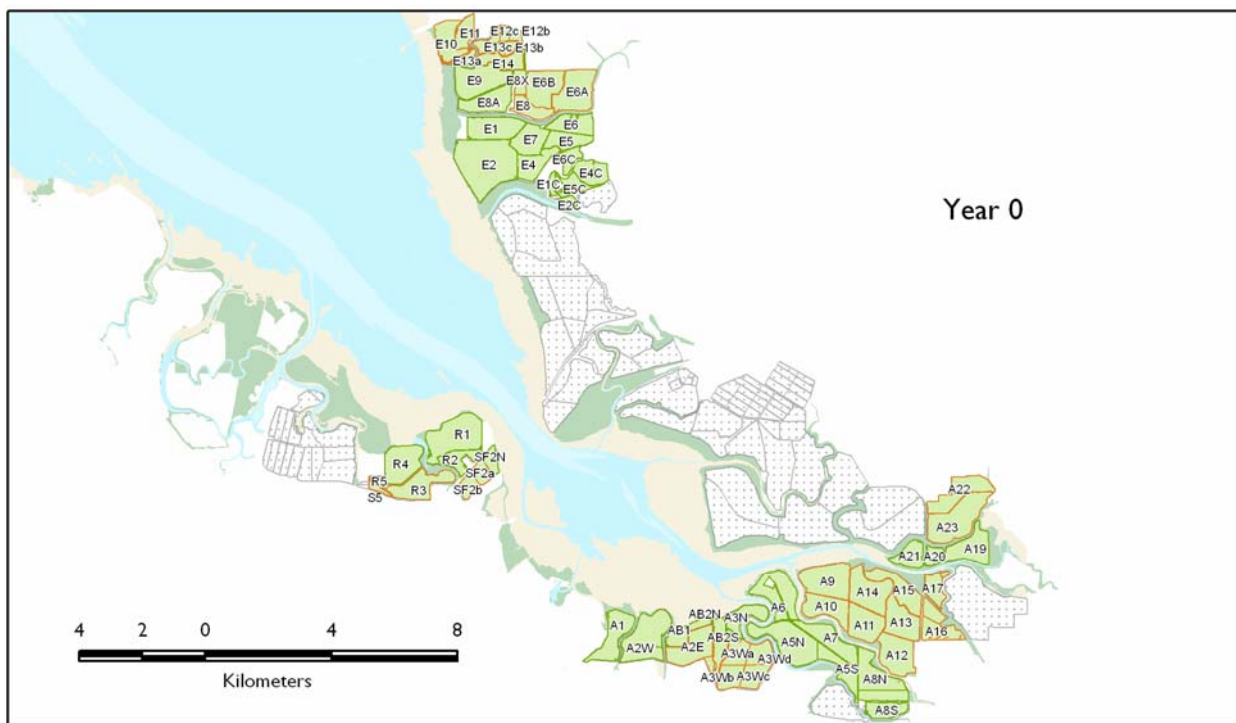 E11 E12c E12b
E10 E13c E13b
E13a E14
E9 E8X E6B
E6A
E8A E8
E1 E6
E7 E5
E2 E4 E6C
E4C
E1C E5C
E2C
Year 0
R1
R4 R2 SF2N
SF2a
R5 R3 SF2b
S5
A22
A23
A19
A21 A20
A9 A14 A15 A17
A10
A6
A11 A13 A16
A1 AB2N A3N
AB1 AB2S
A2W A2E A5N A7
A3Wa A3Wd
A12
A3Wb A3Wc A5S A8N
A8S
4 2 0 4 8
Kilometers